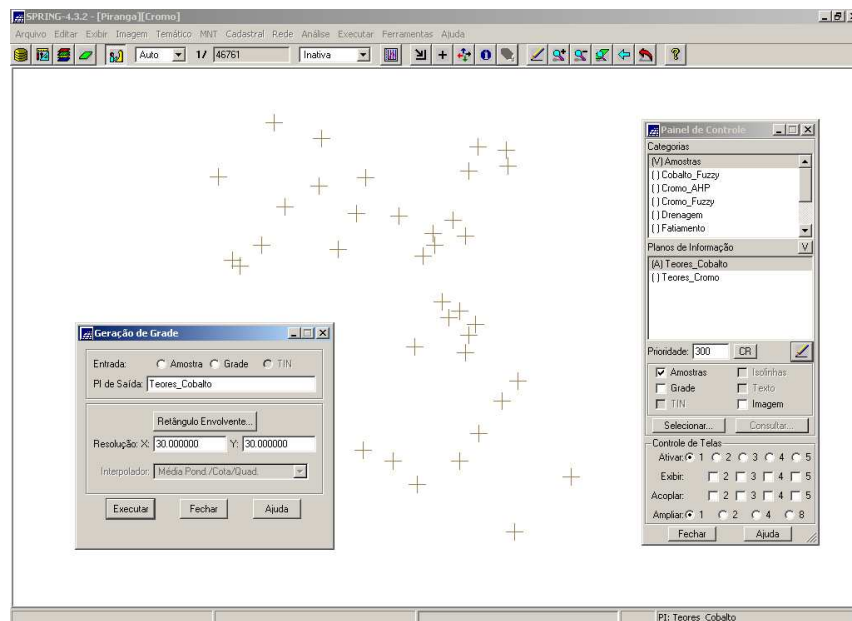 SPRING-4.3.2 - [Piranga][Cromo]
Arquivo Editar Exibir Imagem Temático MNT Cadastral Rede Análise Executar Ferramentas Ajuda
Auto 1/ 46761 Inativa
Painel de Controle
Categorias
(V) Amostras
( ) Cobalto_Fuzzy
( ) Cromo_AHP
( ) Cromo_Fuzzy
( ) Drenagem
( ) Fatiamento
Planos de Informação V
(A) Teores_Cobalto
( ) Teores_Cromo
Prioridade: 300 CR
Amostras Isolinhas
Grade Texto
TIN Imagem
Selecionar... Consultar...
Controle de Telas
Ativar: 1 2 3 4 5
Exibir: 2 3 4 5
Acoplar: 2 3 4 5
Ampliar: 1 2 4 8
Fechar Ajuda
Geração de Grade
Entrada: Amostra Grade TIN
PI de Saída: Teores_Cobalto
Retângulo Envolvente...
Resolução: X: 30.000000 Y: 30.000000
Interpolador: Média Pond./Cota/Quad.
Executar Fechar Ajuda
PI: Teores_Cobalto